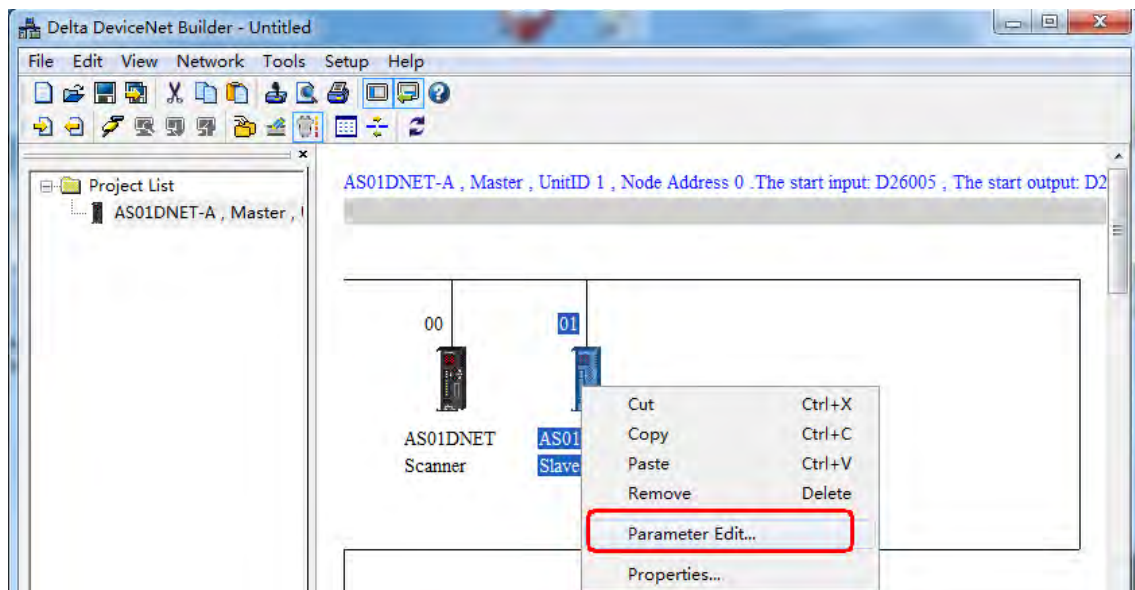 Delta DeviceNet Builder - Untitled
File Edit View Network Tools Setup Help
Project List
AS01DNET-A , Master ,
AS01DNET-A , Master , UnitID 1 , Node Address 0 .The start input: D26005 , The start output: D2
00
01
AS01DNET
Scanner
AS01
Slave
Cut Ctrl+X
Copy Ctrl+C
Paste Ctrl+V
Remove Delete
Parameter Edit...
Properties...